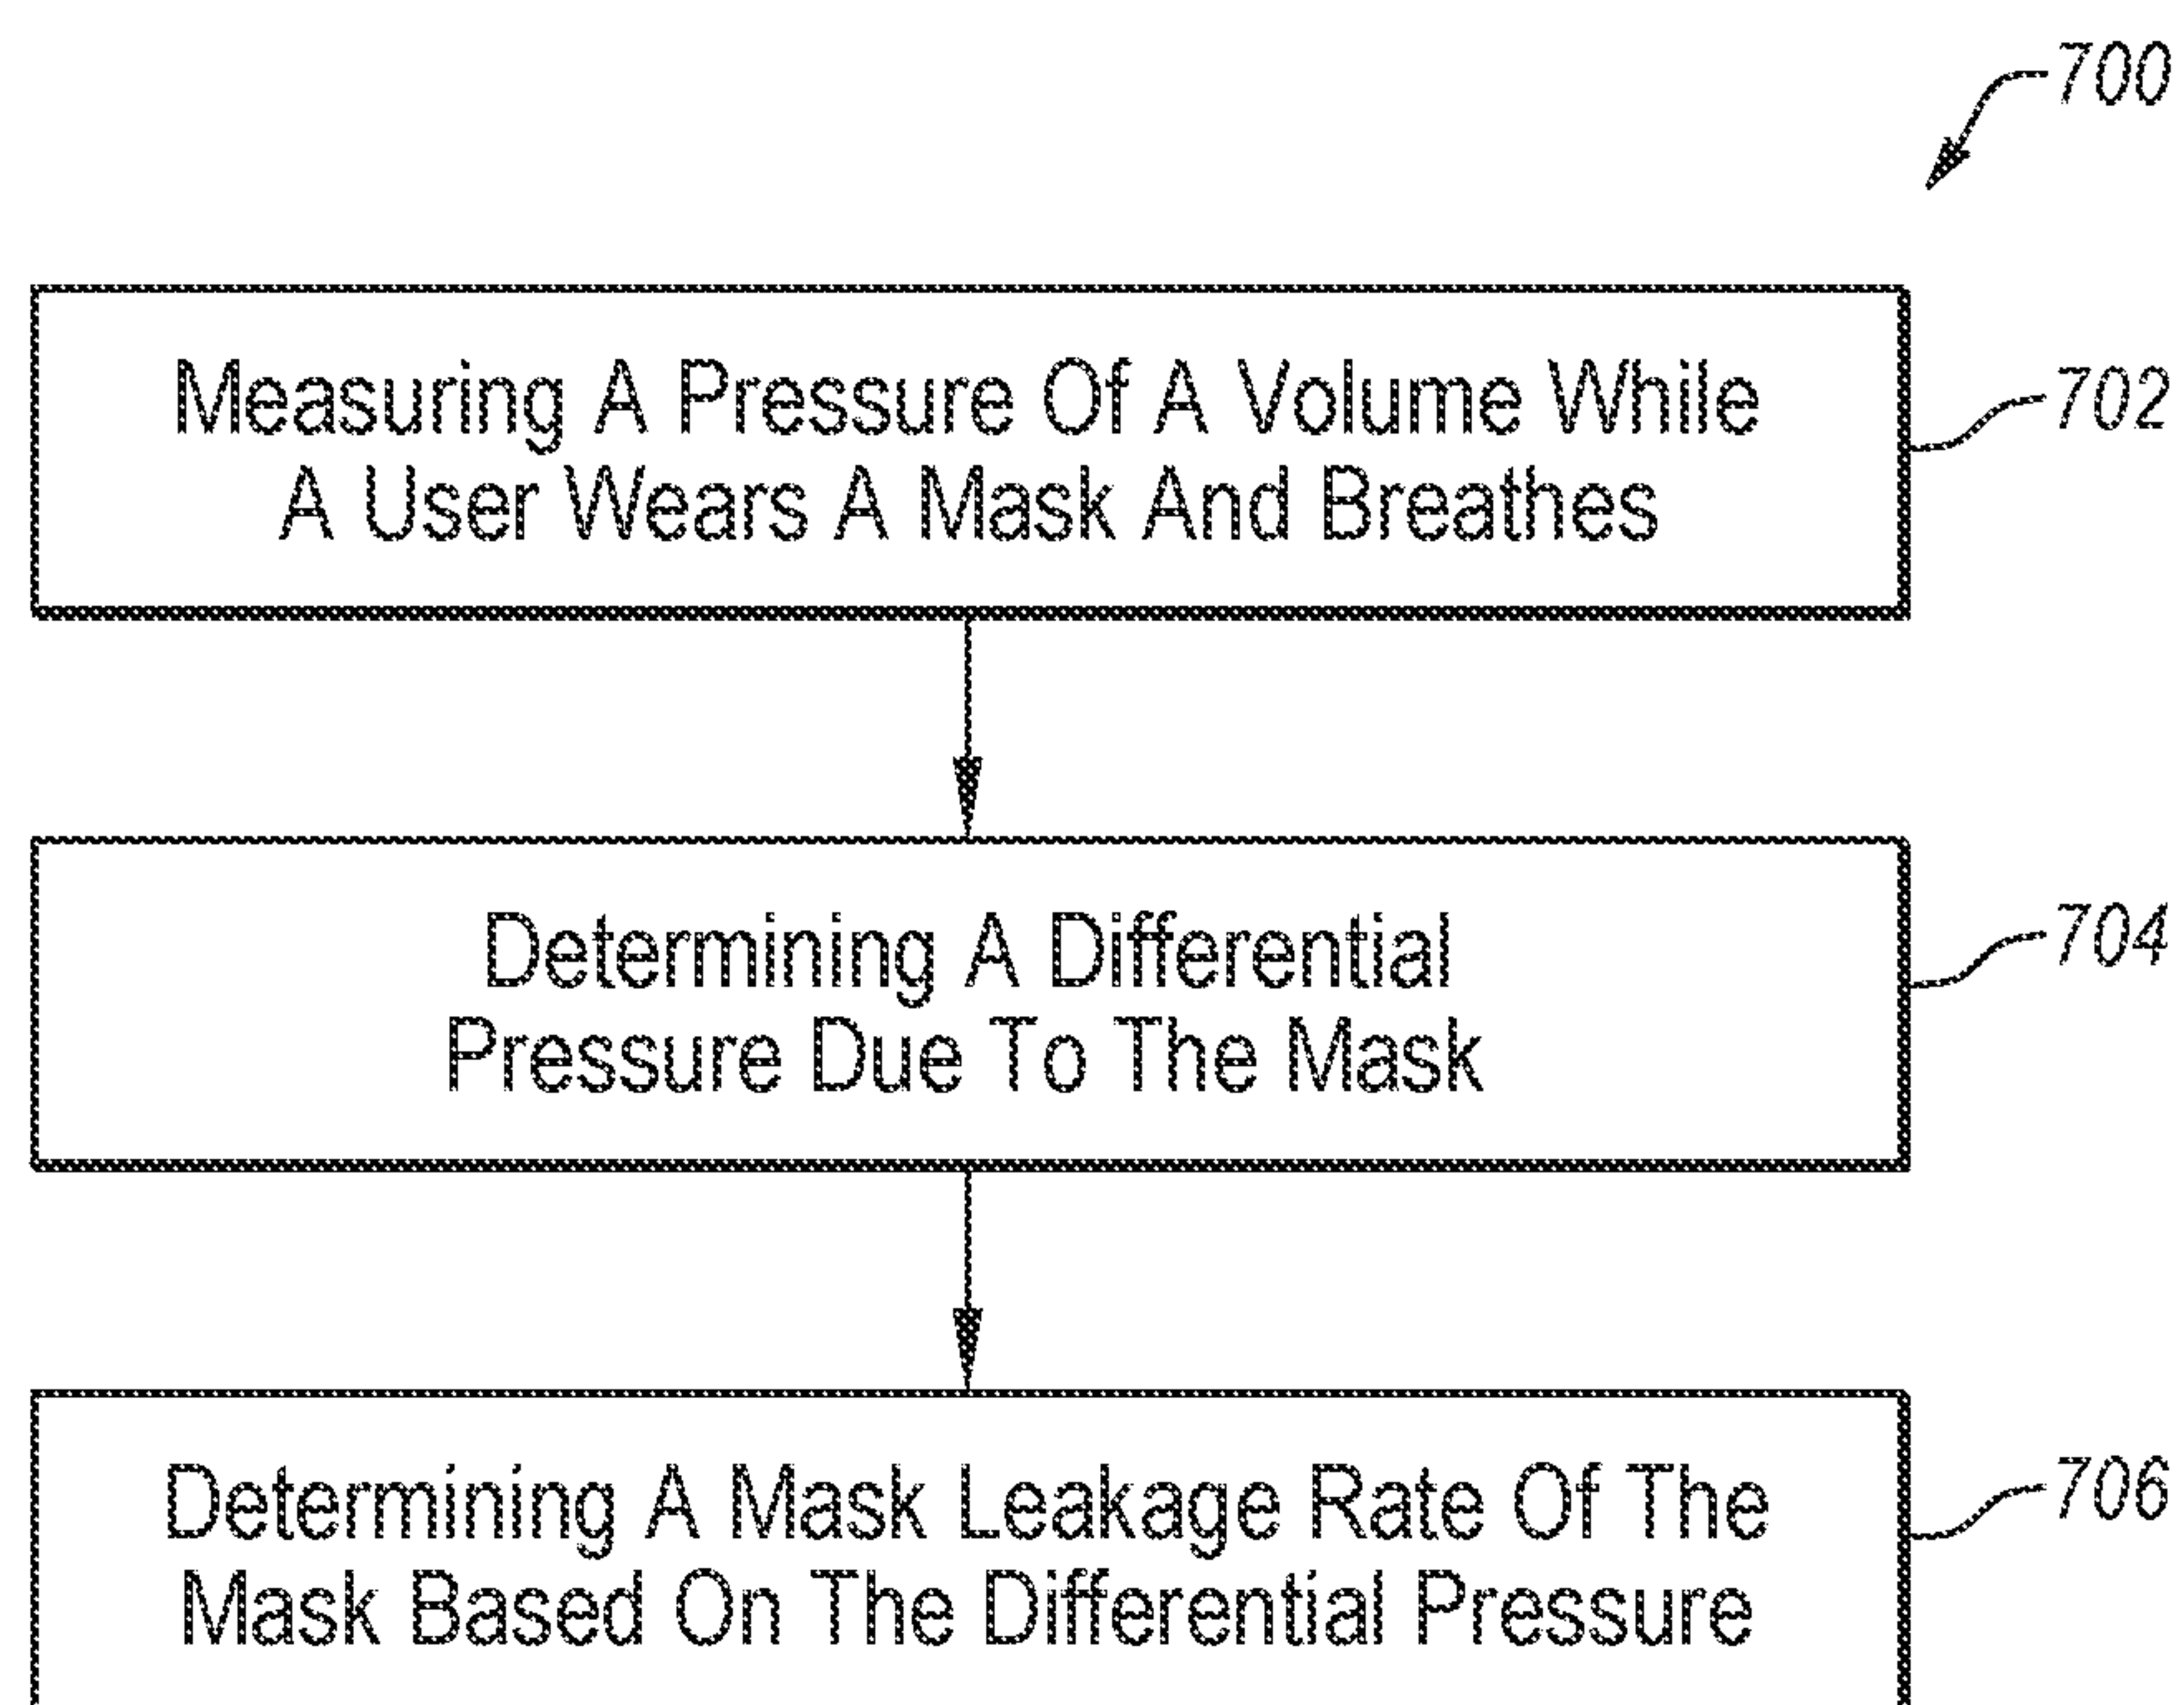 700
Measuring A Pressure Of A Volume While
A User Wears A Mask And Breathes
702
Determining A Differential
Pressure Due To The Mask
704
Determining A Mask Leakage Rate Of The
Mask Based On The Differential Pressure
706